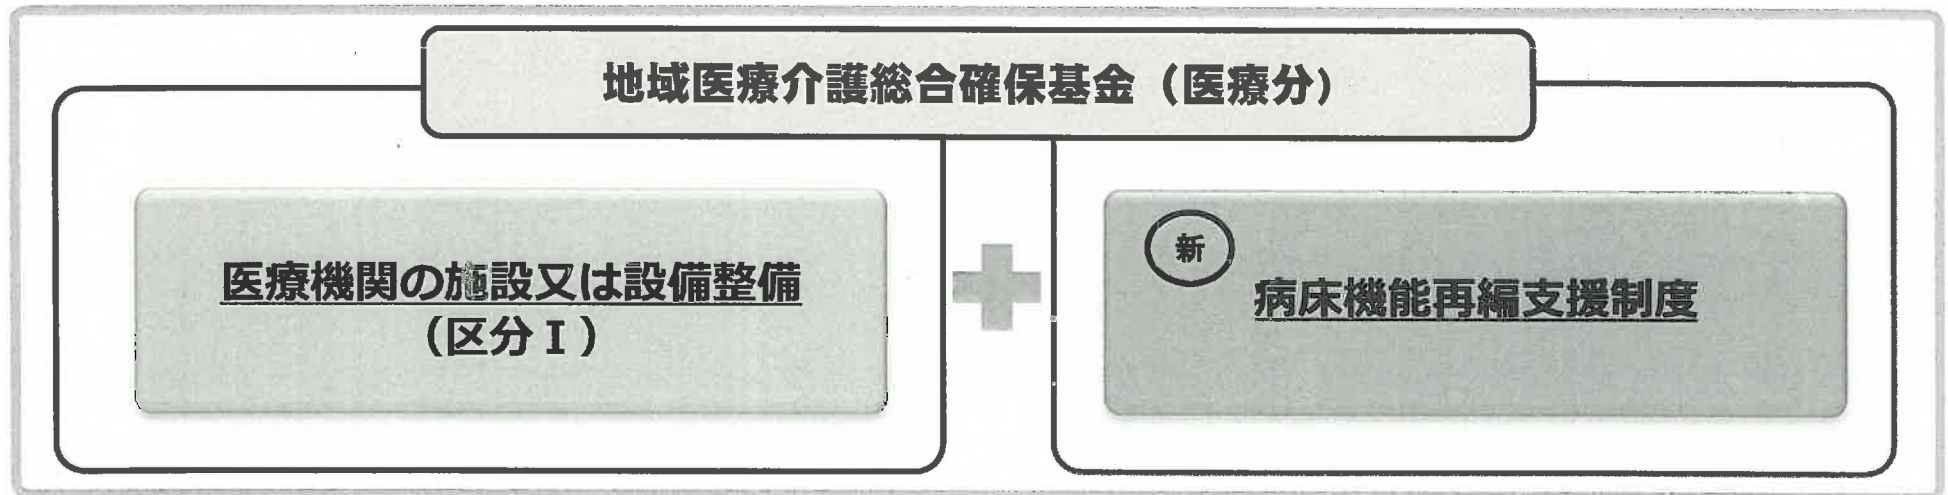 地域医療介護総合確保基金（医療分）
医療機関の施設又は設備整備
（区分Ⅰ）
新
病床機能再編支援制度